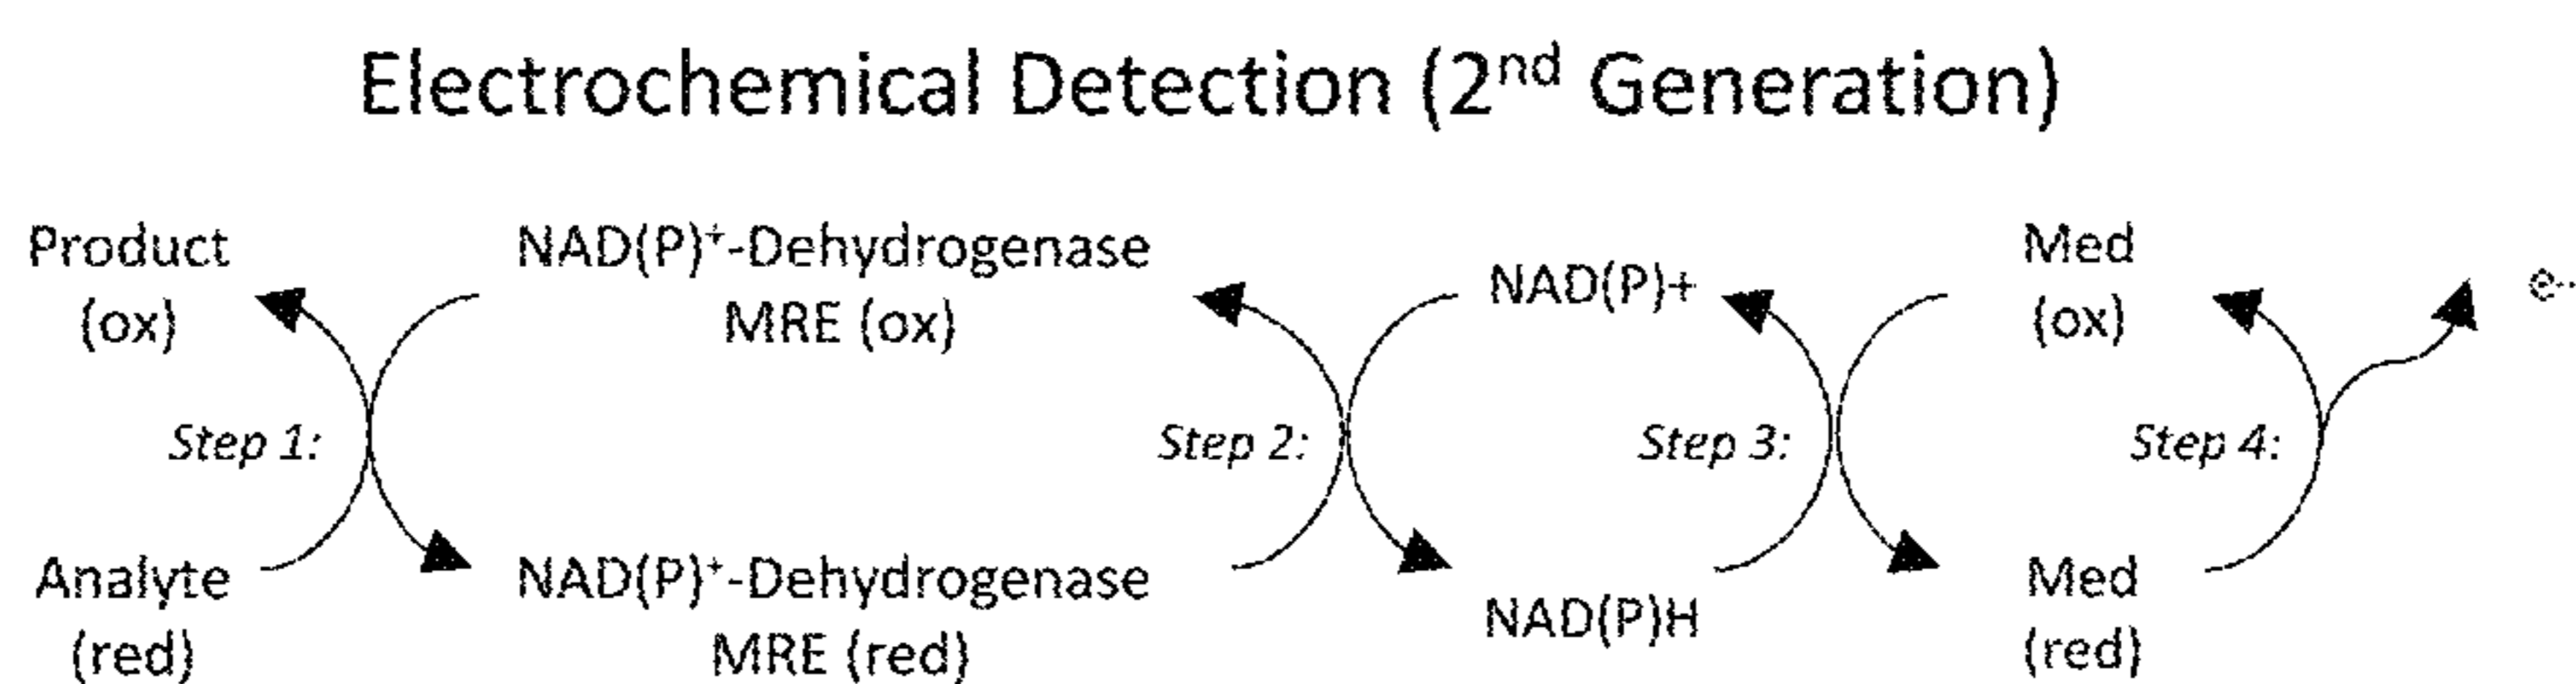 Electrochemical Detection (2nd Generation)
Product
(ox)
NAD(P)⁺-Dehydrogenase
MRE (ox)
NAD(P)+
Med
(ox)
e-
Step 1:
Step 2:
Step 3:
Step 4:
Analyte
(red)
NAD(P)⁺-Dehydrogenase
MRE (red)
NAD(P)H
Med
(red)